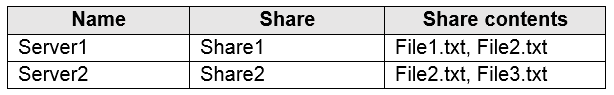 Name Share Share contents
Server1 Share1 File1.txt, File2.txt
Server2 Share2 File2.txt, File3.txt